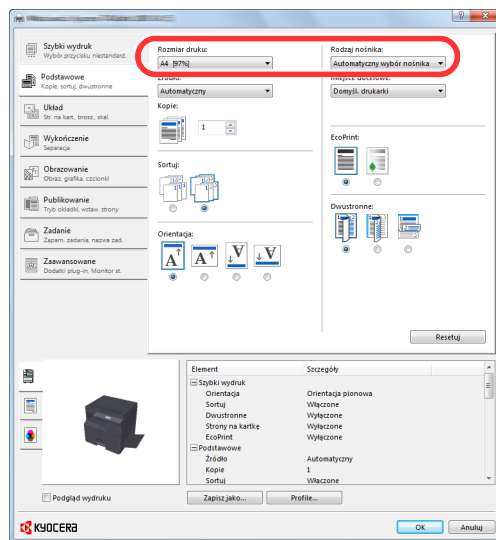 Szybki wydruk
Wybór przycisku niestandard.
Podstawowe
Kopie, sortuj, dwustronne
Układ
Str. na kart, brosz., skal.
Wykończenie
Separacja
Obrazowanie
Obraz, grafika, czcionki
Publikowanie
Tryb okładki, wstaw. strony
Zadanie
Zapam. zadania, nazwa zad.
Zaawansowane
Dodatki plug-in, Monitor st.
Rozmiar druku:
A4 [97%]
Źródło:
Automatyczny
Kopie:
1
Sortuj:
Orientacja:
Rodzaj nośnika:
Automatyczny wybór nośnika
Miejsce docelowe:
Domyśl. drukarki
EcoPrint:
Dwustronne:
Resetuj
Element Szczegóły
Szybki wydruk
Orientacja Orientacja pionowa
Sortuj Włączone
Dwustronne Wyłączone
Strony na kartkę Wyłączone
EcoPrint Wyłączone
Podstawowe
Źródło Automatyczny
Kopie 1
Sortuj Włączone
Podgląd wydruku
Zapisz jako...
Profile...
KYOCERA
OK
Anuluj